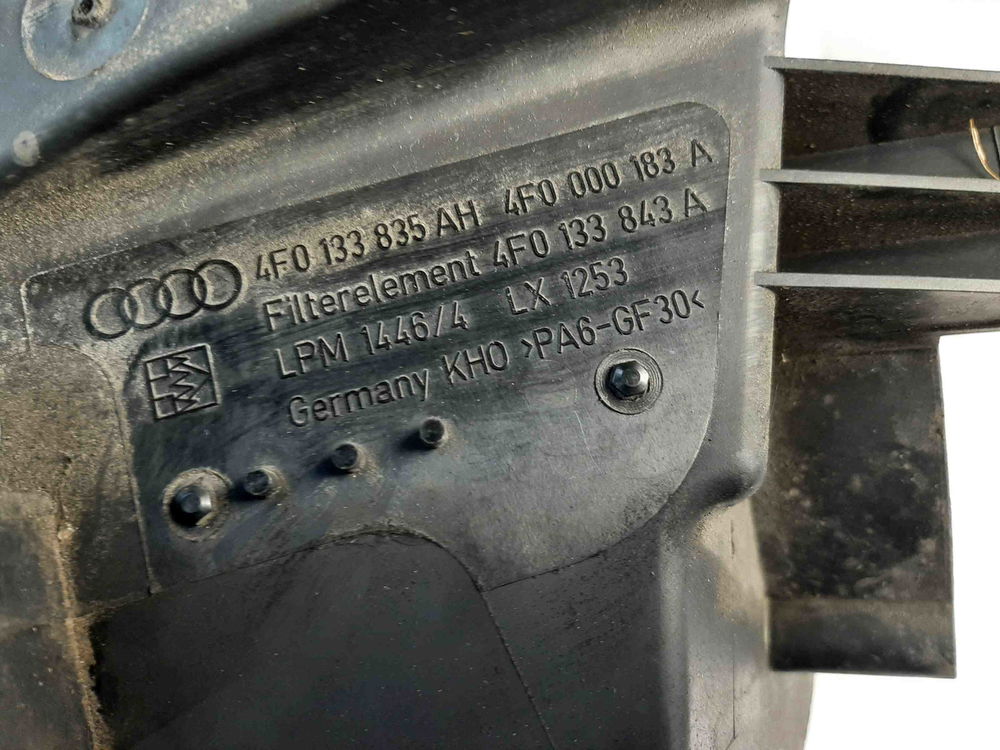 4F0 133 835 AH 4F0 000 183 A
Filterelement 4F0 133 843 A
LPM 1446/4 LX 1253
Germany KHO >PA6-GF30<